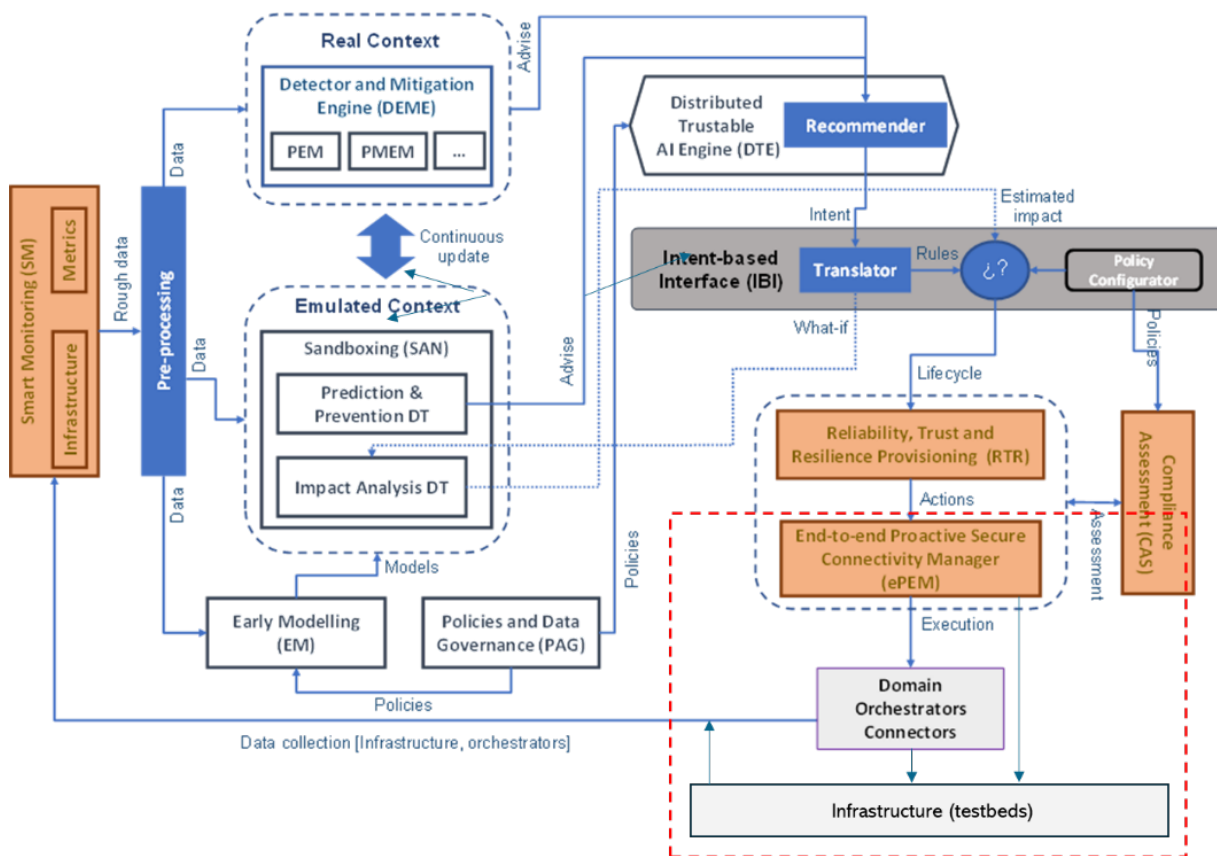 Real Context
Detector and Mitigation
Engine (DEME)
PEM
PMEM
...
Advise
Distributed
Trustable
AI Engine (DTE)
Recommender
Data
Smart Monitoring (SM)
Metrics
Infrastructure
Rough data
Pre-processing
Data
Data
Continuous
update
Intent
Estimated
impact
Intent-based
Interface (IBI)
Translator
Rules
¿?
Policy
Configurator
Emulated Context
Sandboxing (SAN)
Prediction &
Prevention DT
Impact Analysis DT
Advise
What-if
Policies
Lifecycle
Reliability, Trust and
Resilience Provisioning (RTR)
Actions
End-to-end Proactive Secure
Connectivity Manager
(ePEM)
Compliance
Assessment (CAS)
Assessment
Models
Policies
Early Modelling
(EM)
Policies and Data
Governance (PAG)
Execution
Policies
Domain
Orchestrators
Connectors
Data collection [Infrastructure, orchestrators]
Infrastructure (testbeds)